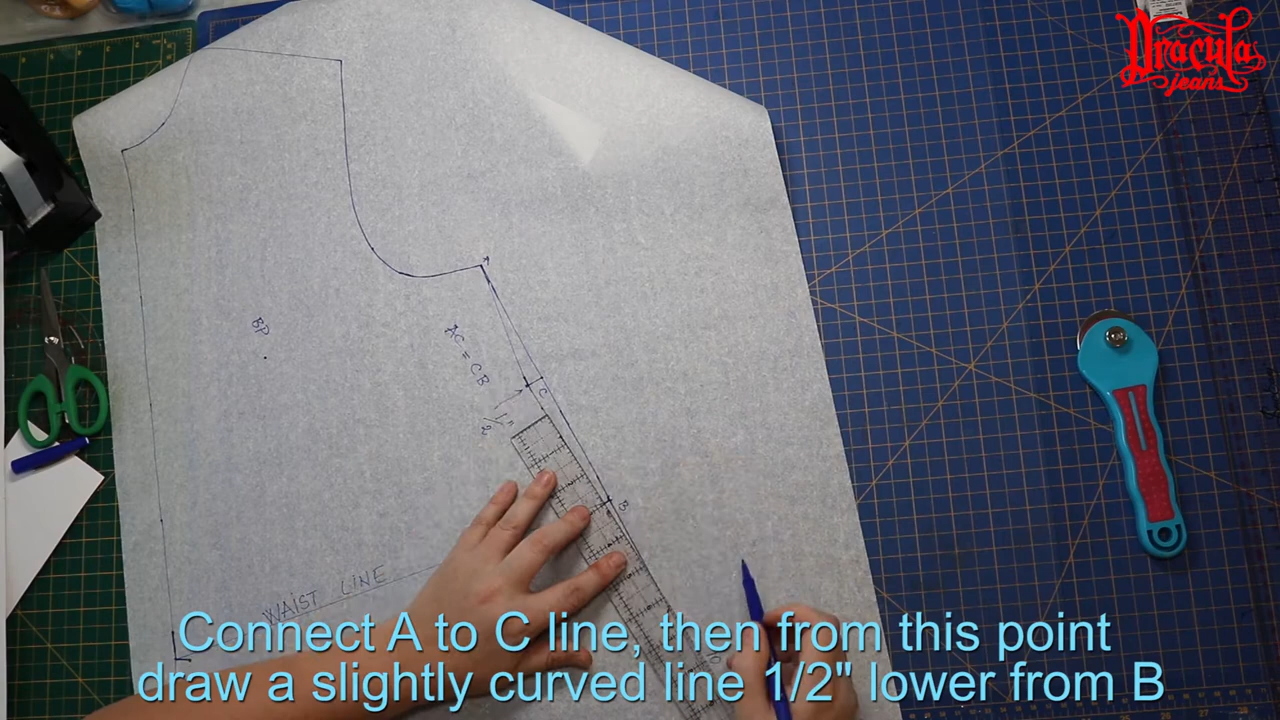 Dracula
jeans
A
BP
AC = CB
C
1/2"
B
WAIST LINE
Connect A to C line, then from this point
draw a slightly curved line 1/2" lower from B